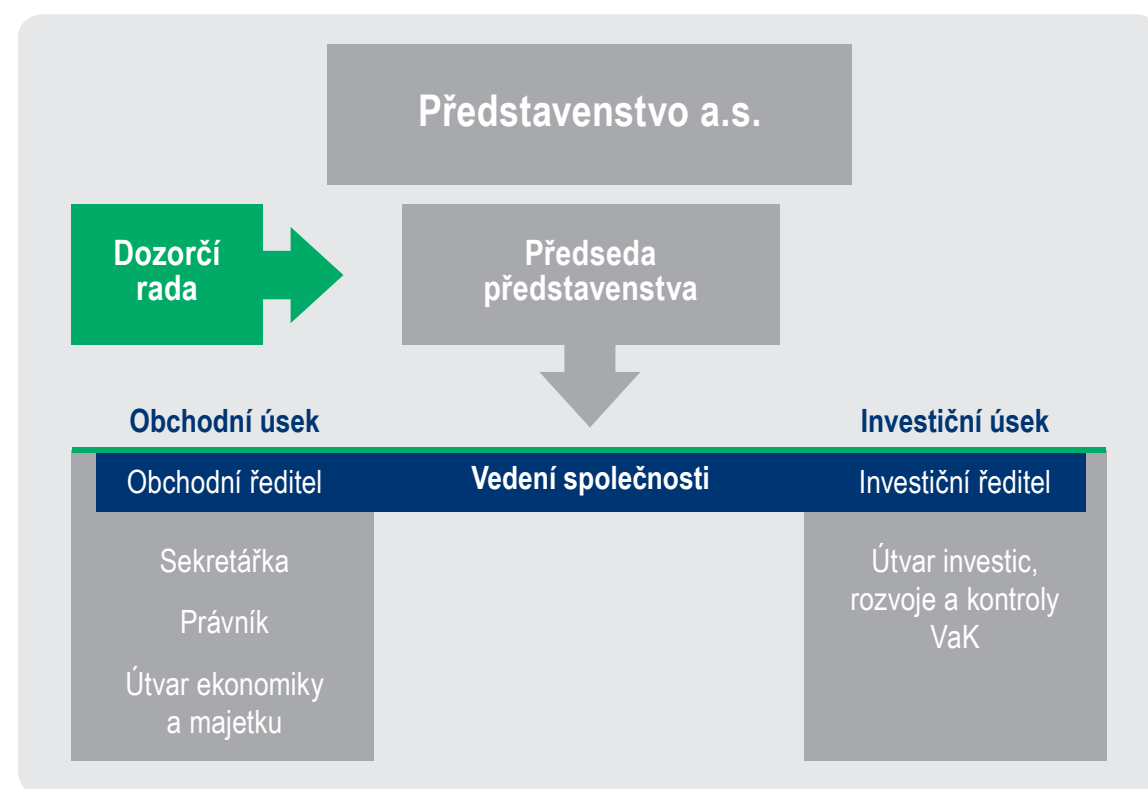 Představenstvo a.s.
Dozorčí
rada
Předseda
představenstva
Obchodní úsek
Investiční úsek
Obchodní ředitel
Vedení společnosti
Investiční ředitel
Sekretářka
Právník
Útvar ekonomiky
a majetku
Útvar investic,
rozvoje a kontroly
VaK